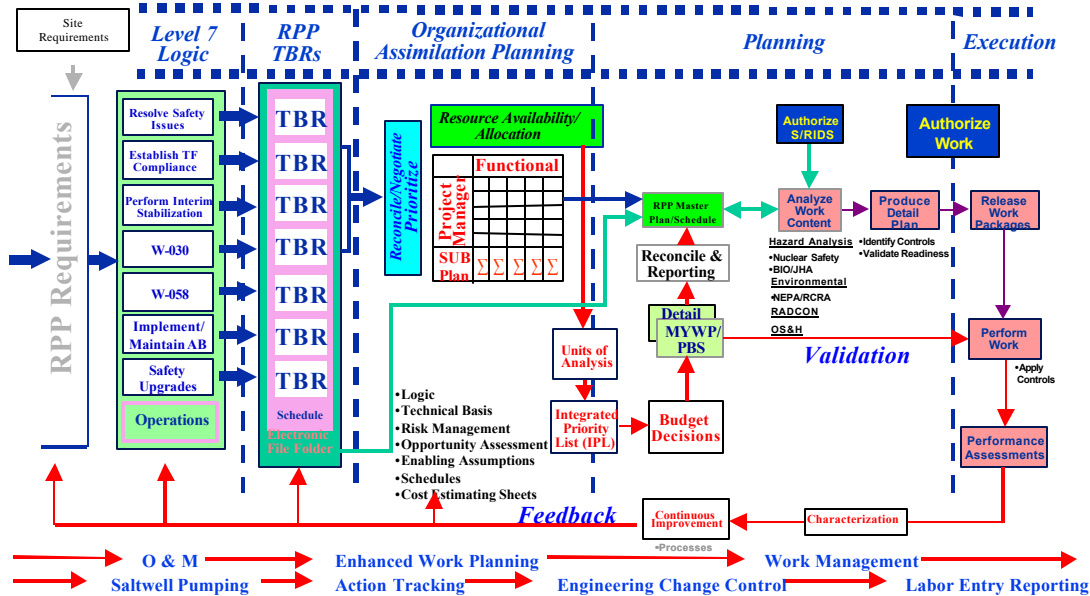 Site
Requirements
Level 7
Logic
RPP
TBRs
Organizational
Assimilation Planning
Planning
Execution
RPP Requirements
Resolve Safety
Issues
Establish TF
Compliance
Perform Interim
Stabilization
W-030
W-058
Implement/
Maintain AB
Safety
Upgrades
Operations
TBR
TBR
TBR
TBR
TBR
TBR
TBR
Schedule
Electronic
File Folder
Reconcile/Negotiate
Prioritize
Resource Availability/
Allocation
Functional
Project
Manager
SUB
Plan
Σ Σ Σ Σ Σ
•Logic
•Technical Basis
•Risk Management
•Opportunity Assessment
•Enabling Assumptions
•Schedules
•Cost Estimating Sheets
Units of
Analysis
Integrated
Priority
List (IPL)
Budget
Decisions
Detail
MYWP/
PBS
Reconcile &
Reporting
RPP Master
Plan/Schedule
Authorize
S/RIDS
Analyze
Work
Content
Hazard Analysis
•Nuclear Safety
•BIO/JHA
Environmental
•NEPA/RCRA
RADCON
OS&H
Produce
Detail
Plan
•Identify Controls
•Validate Readiness
Authorize
Work
Release
Work
Packages
Validation
Perform
Work
•Apply
Controls
Performance
Assessments
Characterization
Continuous
Improvement
•Processes
Feedback
O & M
Enhanced Work Planning
Work Management
Saltwell Pumping
Action Tracking
Engineering Change Control
Labor Entry Reporting